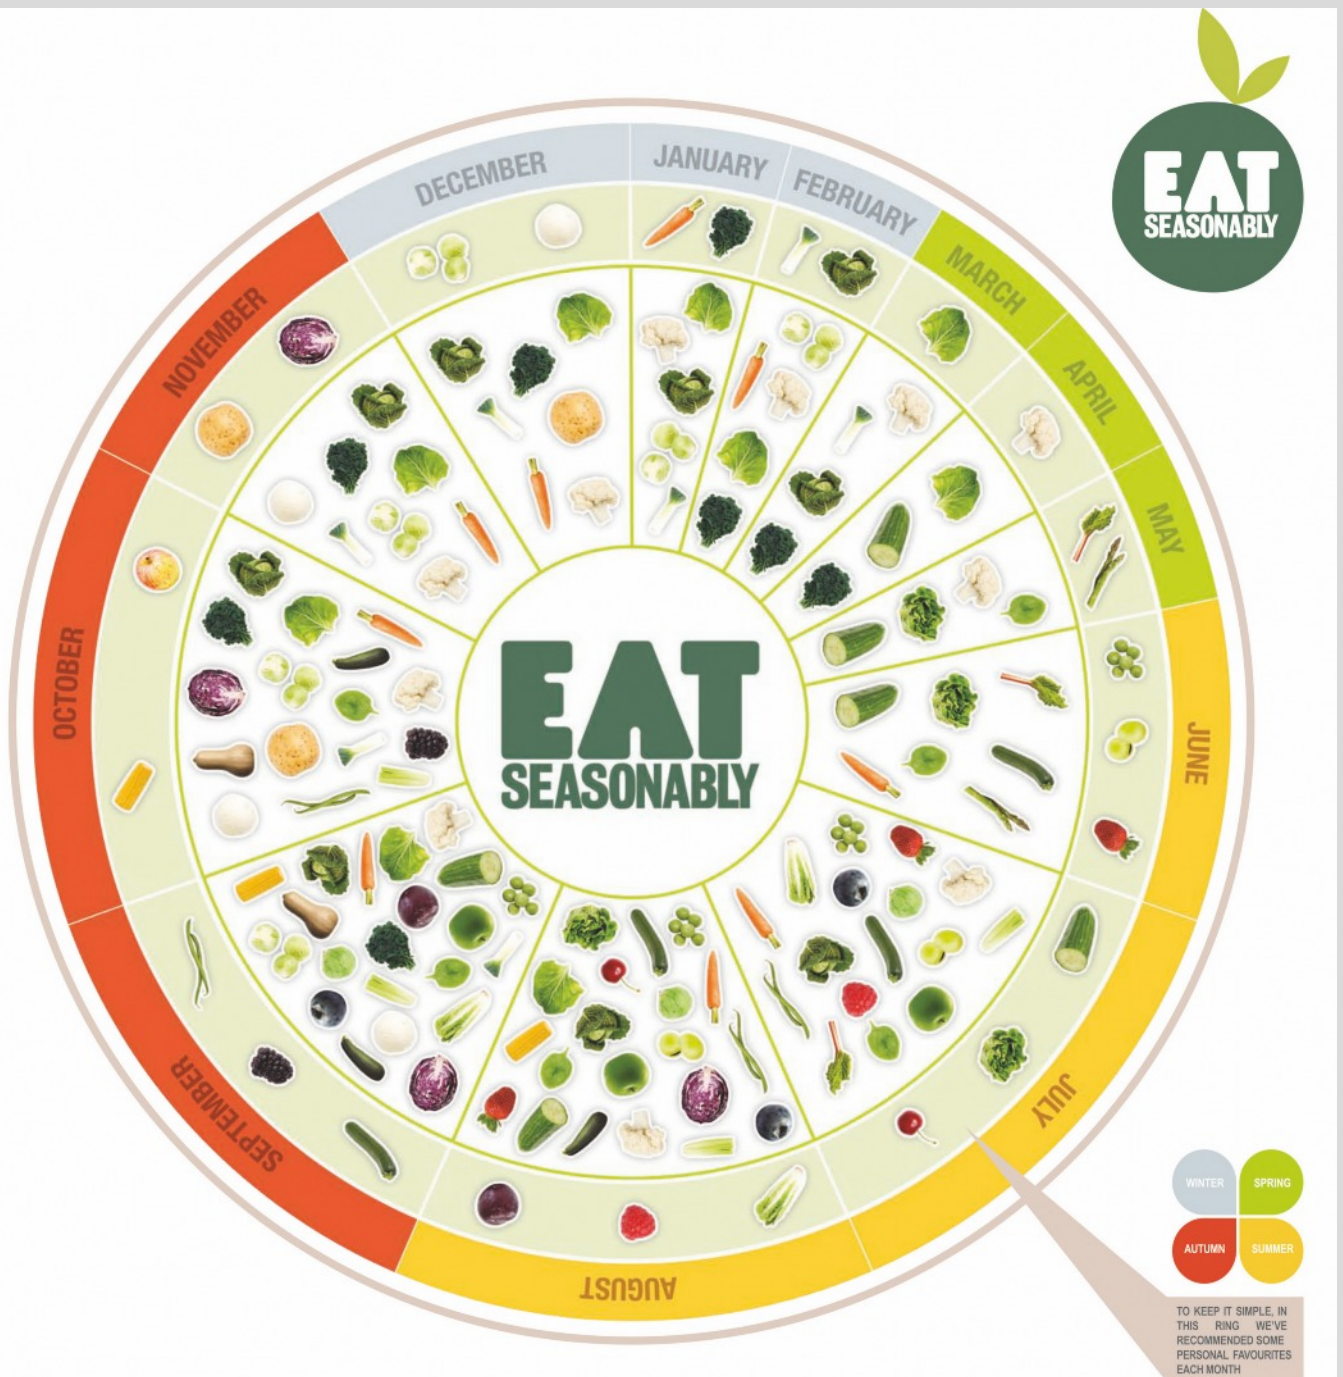 EAT
SEASONABLY
DECEMBER
JANUARY
FEBRUARY
MARCH
APRIL
MAY
JUNE
JULY
AUGUST
SEPTEMBER
OCTOBER
NOVEMBER
EAT
SEASONABLY
WINTER
SPRING
AUTUMN
SUMMER
TO KEEP IT SIMPLE, IN
THIS RING WE'VE
RECOMMENDED SOME
PERSONAL FAVOURITES
EACH MONTH